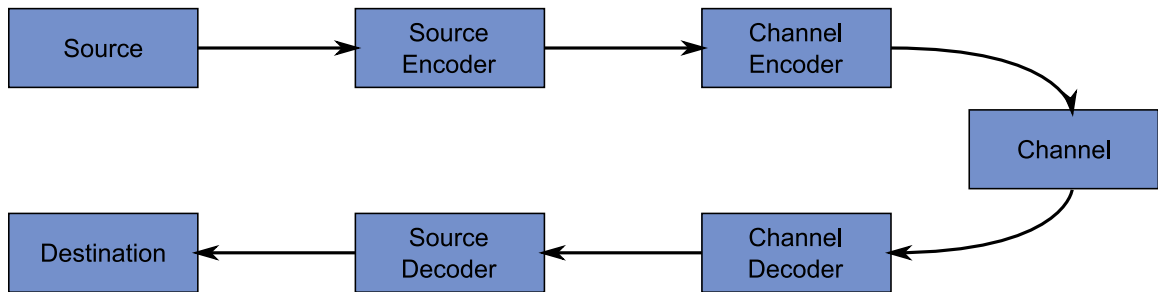 Source
Source
Encoder
Channel
Encoder
Channel
Destination
Source
Decoder
Channel
Decoder